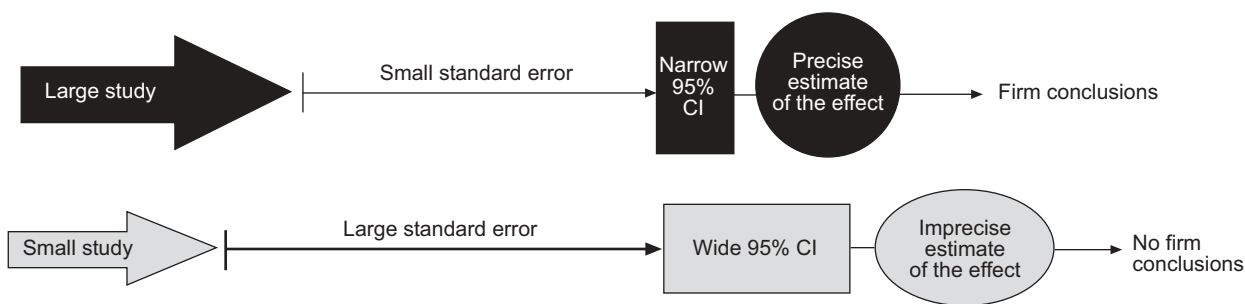 Large study
Small standard error
Narrow
95%
CI
Precise
estimate
of the effect
Firm conclusions
Small study
Large standard error
Wide 95% CI
Imprecise
estimate
of the effect
No firm
conclusions